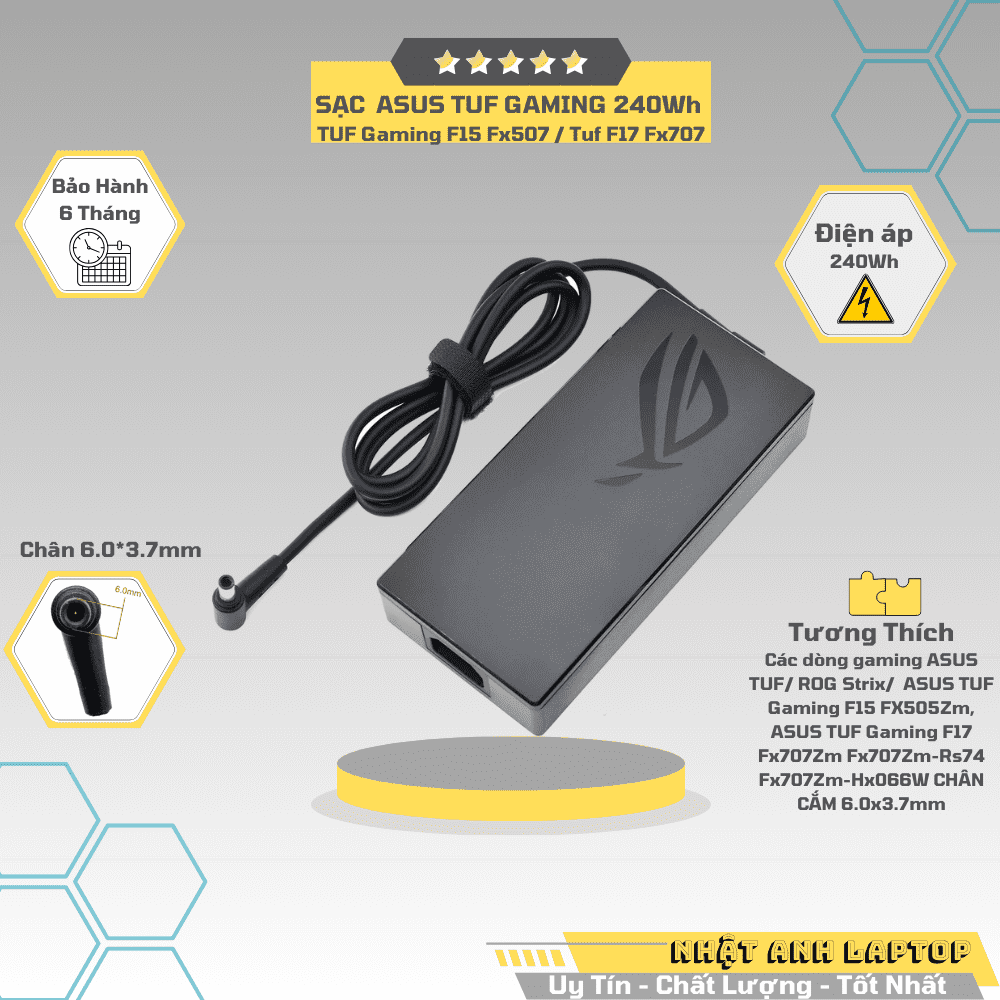 SẠC ASUS TUF GAMING 240Wh
TUF Gaming F15 Fx507 / Tuf F17 Fx707
Bảo Hành
6 Tháng
Điện áp
240Wh
Chân 6.0*3.7mm
6.0mm
Tương Thích
Các dòng gaming ASUS
TUF/ ROG Strix/ ASUS TUF
Gaming F15 FX505Zm,
ASUS TUF Gaming F17
Fx707Zm Fx707Zm-Rs74
Fx707Zm-Hx066W CHÂN
CẮM 6.0x3.7mm
NHẬT ANH LAPTOP
Uy Tín - Chất Lượng - Tốt Nhất